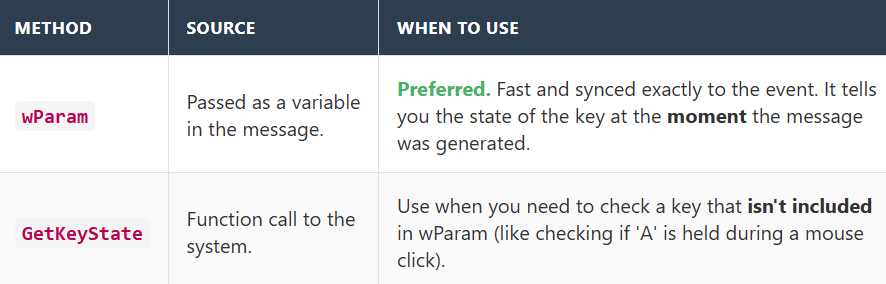 METHOD SOURCE WHEN TO USE
wParam
Passed as a variable
in the message.
Preferred. Fast and synced exactly to the event. It tells
you the state of the key at the moment the message
was generated.
GetKeyState
Function call to the
system.
Use when you need to check a key that isn't included
in wParam (like checking if 'A' is held during a mouse
click).